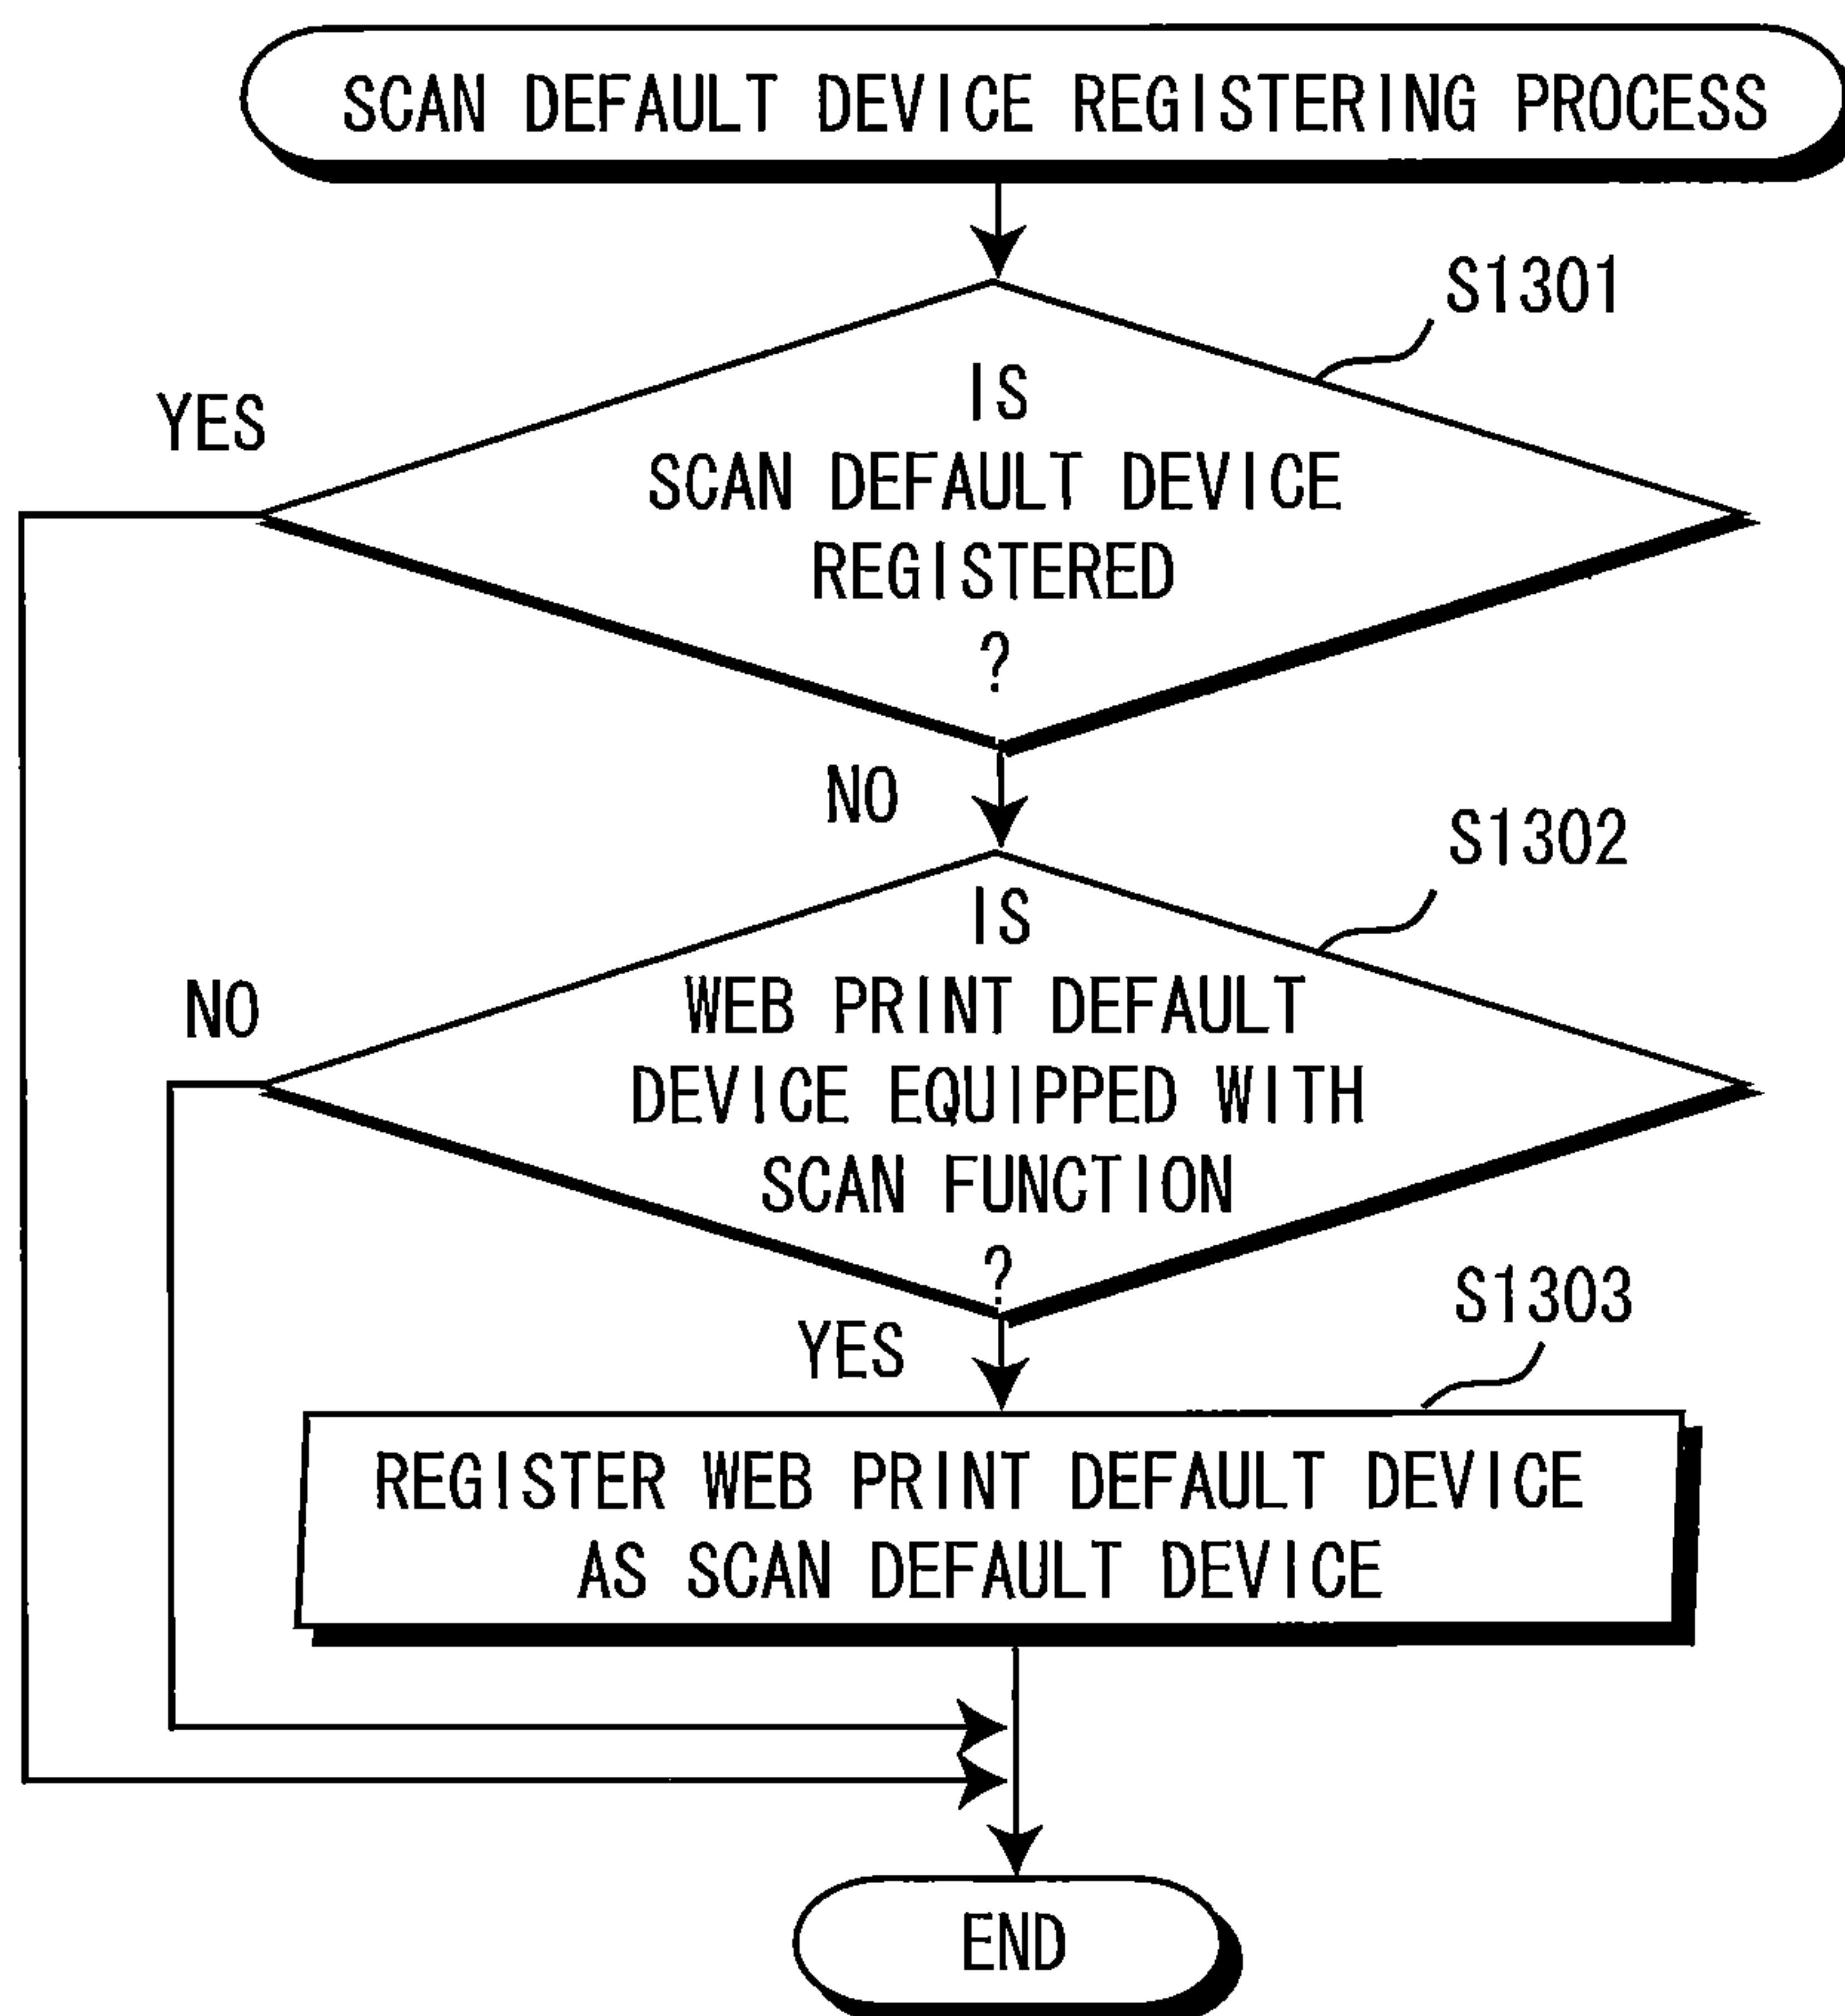 SCAN DEFAULT DEVICE REGISTERING PROCESS
S1301
YES
IS
SCAN DEFAULT DEVICE
REGISTERED
?
NO
S1302
IS
NO
WEB PRINT DEFAULT
DEVICE EQUIPPED WITH
SCAN FUNCTION
?
S1303
YES
REGISTER WEB PRINT DEFAULT DEVICE
AS SCAN DEFAULT DEVICE
END